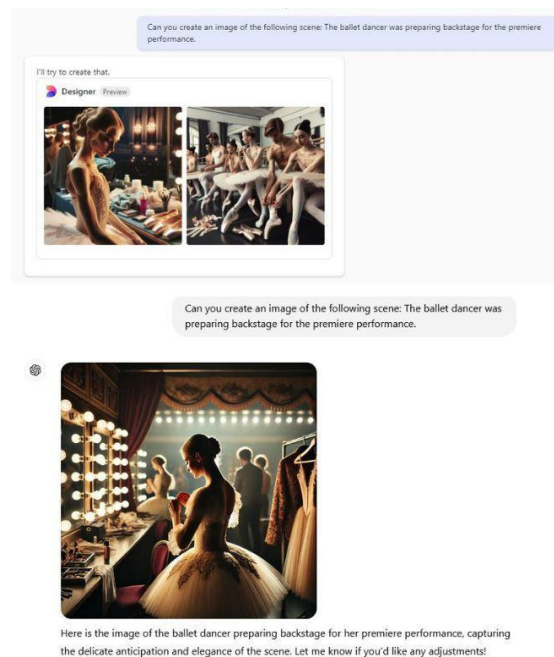 Can you create an image of the following scene: The ballet dancer was preparing backstage for the premiere
performance.
I'll try to create that.
Designer Preview
Can you create an image of the following scene: The ballet dancer was
preparing backstage for the premiere performance.
Here is the image of the ballet dancer preparing backstage for her premiere performance, capturing
the delicate anticipation and elegance of the scene. Let me know if you'd like any adjustments!